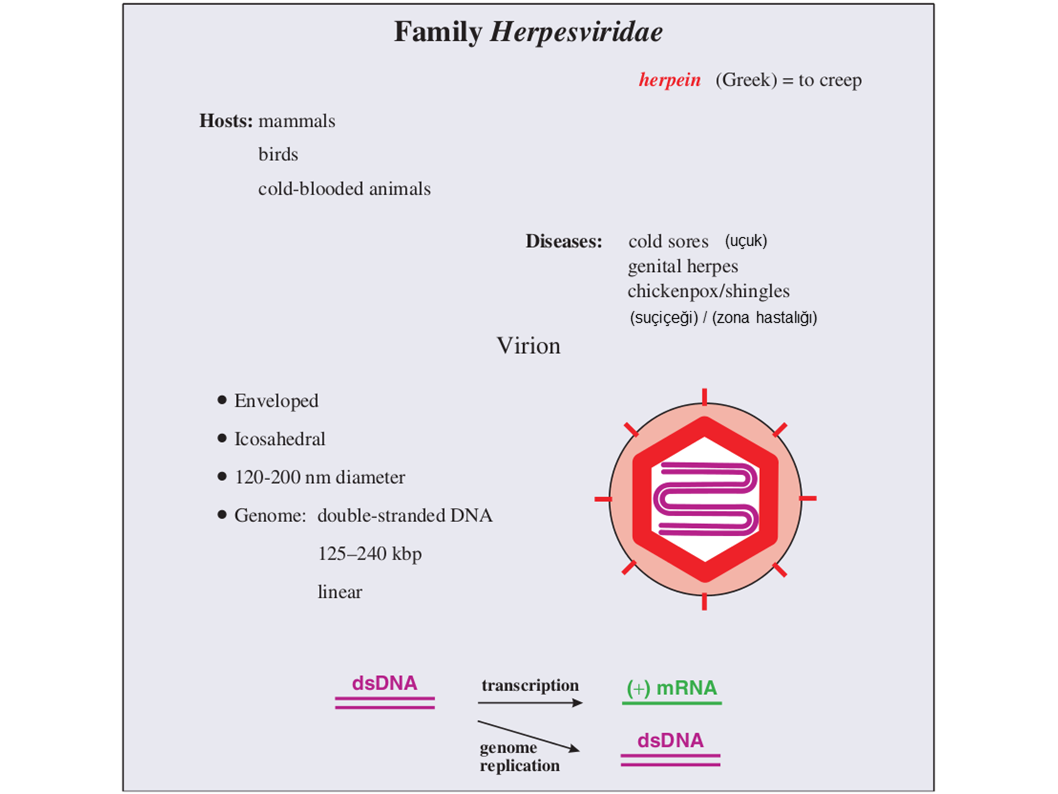 Family Herpesviridae
herpein (Greek) = to creep
Hosts: mammals
birds
cold-blooded animals
Diseases: cold sores (uçuk)
genital herpes
chickenpox/shingles
(suçiçeği) / (zona hastalığı)
Virion
• Enveloped
• Icosahedral
• 120-200 nm diameter
• Genome: double-stranded DNA
125–240 kbp
linear
dsDNA transcription (+) mRNA
genome dsDNA
replication